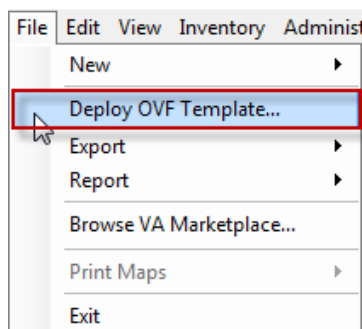 File Edit View Inventory Administ
New
Deploy OVF Template...
Export
Report
Browse VA Marketplace...
Print Maps
Exit